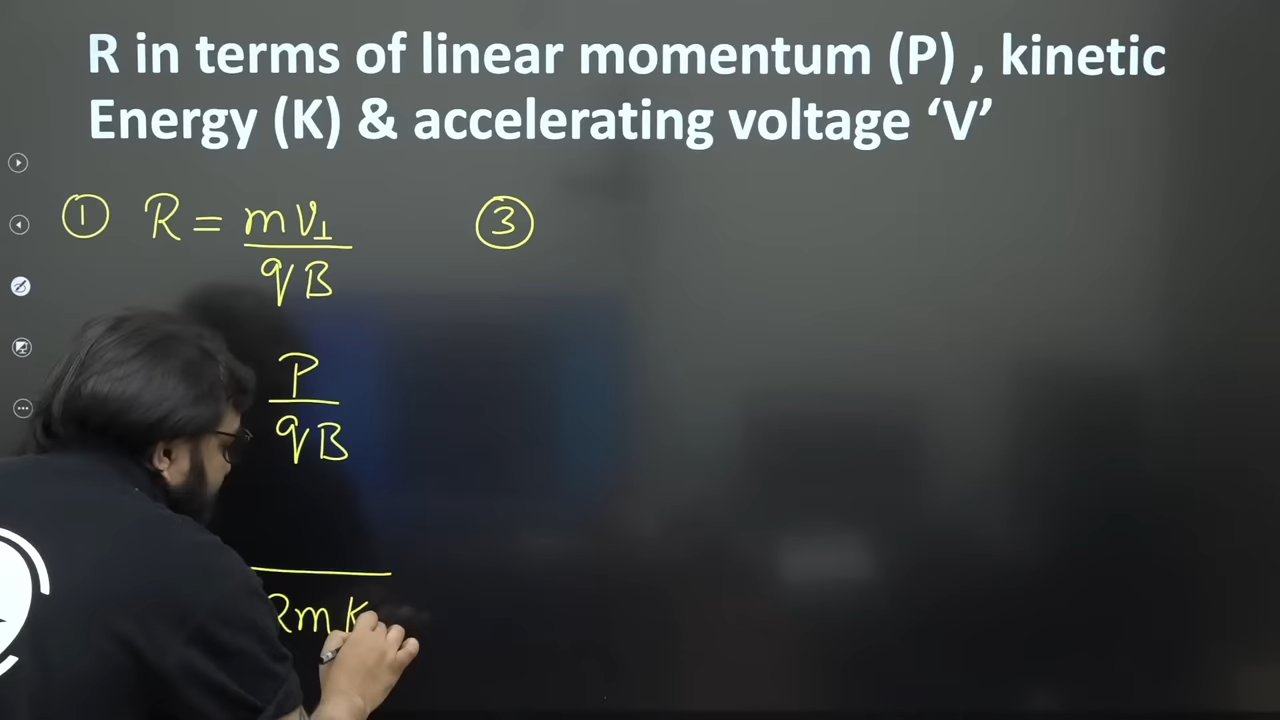 R in terms of linear momentum (P) , kinetic
Energy (K) & accelerating voltage ‘V’
① R = mv⊥
qB
③
P
qB
2mK